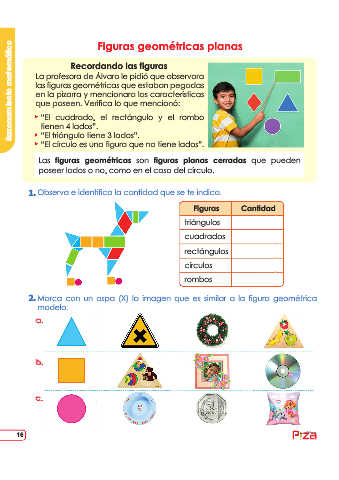 Razonamiento matemático
Figuras geométricas planas
Recordando las figuras
La profesora de Álvaro le pidió que observara
las figuras geométricas que estaban pegadas
en la pizarra y mencionara las características
que poseen. Verifica lo que mencionó:
"El cuadrado, el rectángulo y el rombo
tienen 4 lados".
"El triángulo tiene 3 lados".
"El círculo es una figura que no tiene lados".
Las figuras geométricas son figuras planas cerradas que pueden
poseer lados o no, como en el caso del círculo.
1. Observa e identifica la cantidad que se te indica.
Figuras Cantidad
triángulos
cuadrados
rectángulos
círculos
rombos
2. Marca con un aspa (X) la imagen que es similar a la figura geométrica
modelo.
a.
b.
c.
16